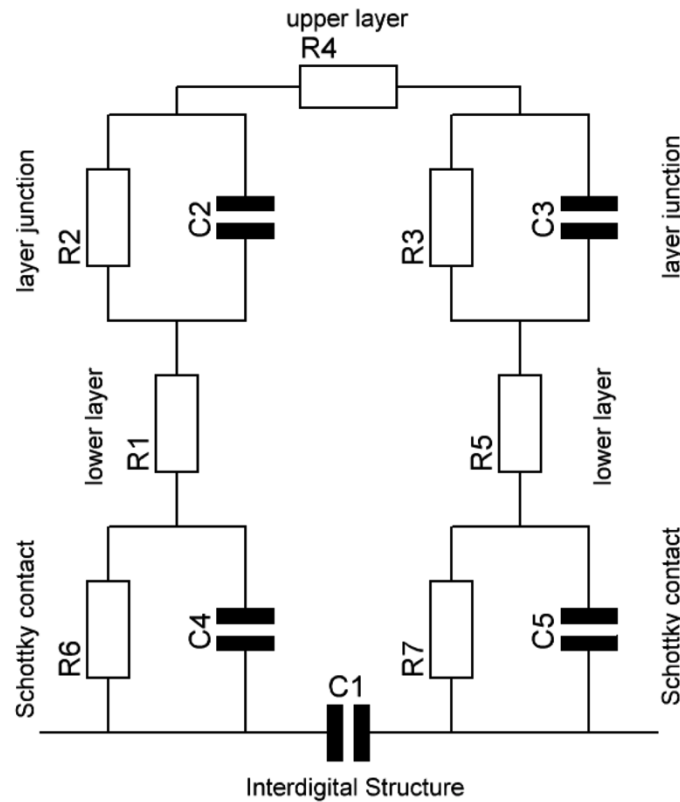 upper layer
R4
layer junction
R2
C2
R3
C3
layer junction
lower layer
R1
R5
lower layer
Schottky contact
R6
C4
R7
C5
Schottky contact
C1
Interdigital Structure